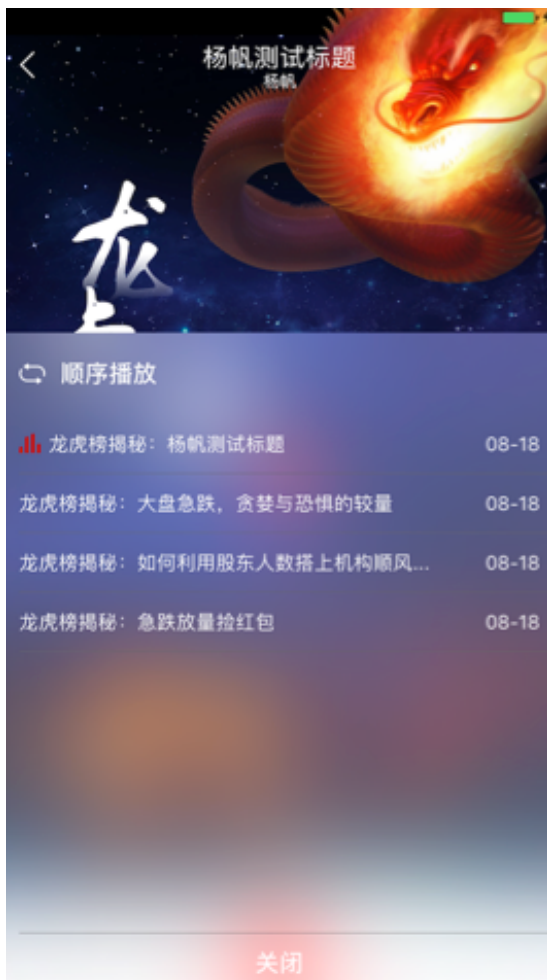 杨帆测试标题
杨帆
龙
顺序播放
龙虎榜揭秘：杨帆测试标题 08-18
龙虎榜揭秘：大盘急跌，贪婪与恐惧的较量 08-18
龙虎榜揭秘：如何利用股东人数搭上机构顺风... 08-18
龙虎榜揭秘：急跌放量捡红包 08-18
关闭